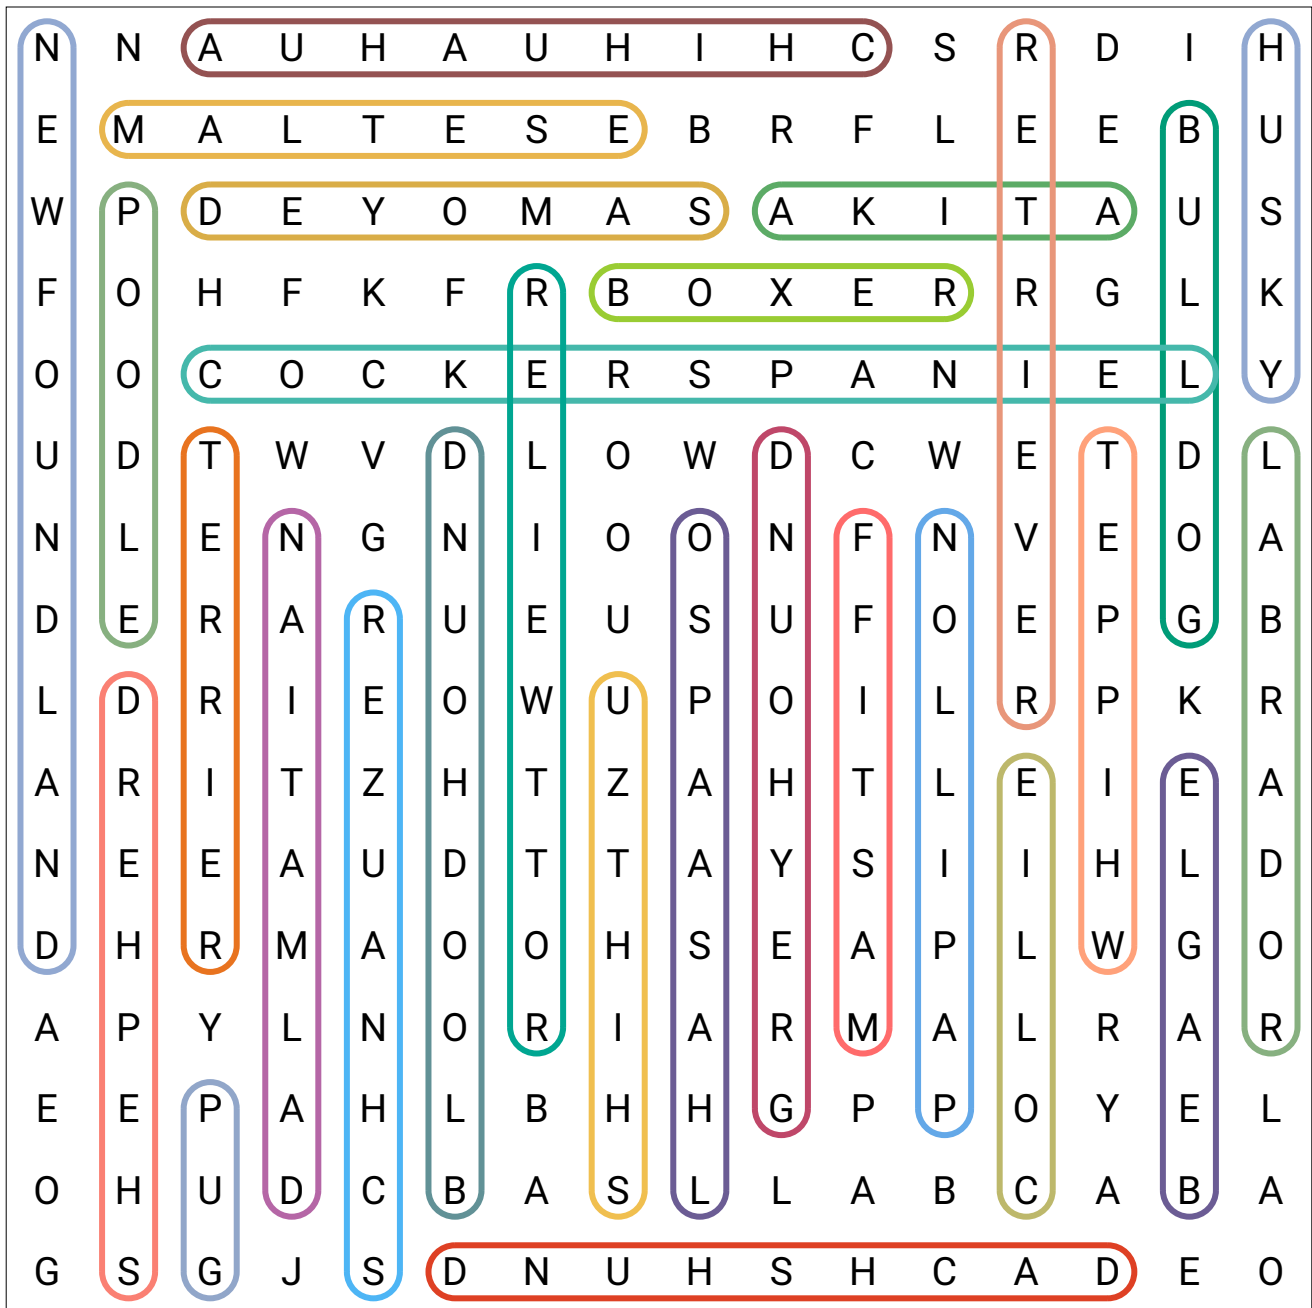 N N A U H A U H I H C S R D I H
E M A L T E S E B R F L E E B U
W P D E Y O M A S A K I T A U S
F O H F K F R B O X E R R G L K
O O C O C K E R S P A N I E L Y
U D T W V D L O W D C W E T D L
N L E N G N I O O N F N V E O A
D E R A R U E U S U F O E P G B
L D R I E O W U P O I L R P K R
A R I T Z H T Z A H T L E I E A
N E E A U D T T A Y S I I H L D
D H R M A O O H S E A P L W G O
A P Y L N O R I A R M A L R A R
E E P A H L B H H G P P O Y E L
O H U D C B A S L L A B C A B A
G S G J S D N U H S H C A D E O